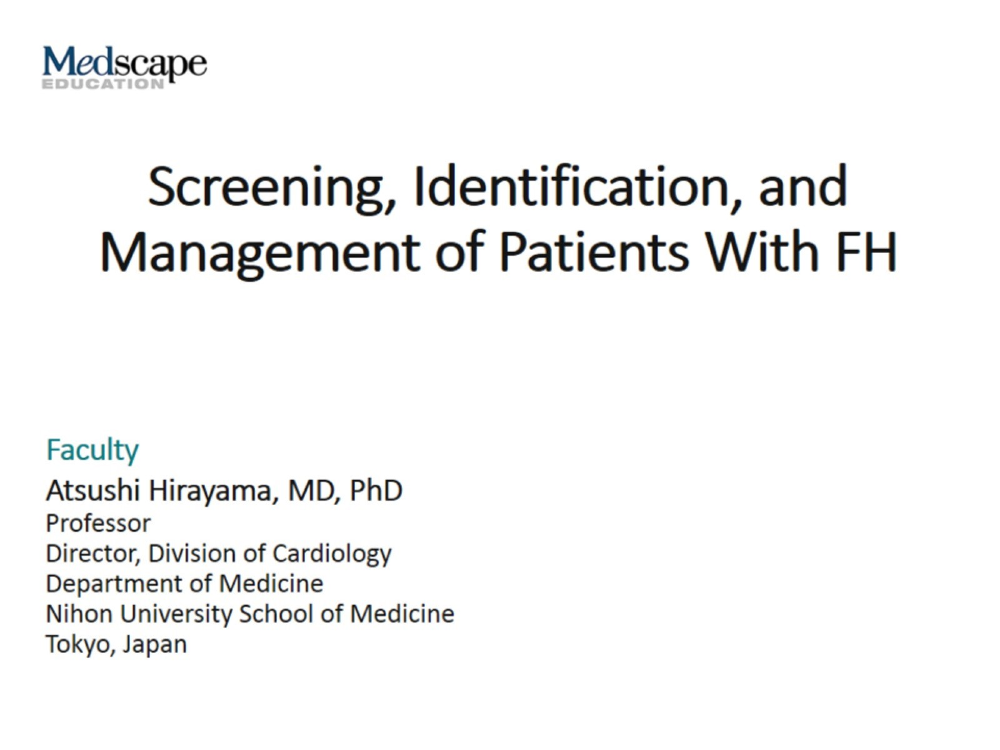 Medscape
EDUCATION
Screening, Identification, and
Management of Patients With FH
Faculty
Atsushi Hirayama, MD, PhD
Professor
Director, Division of Cardiology
Department of Medicine
Nihon University School of Medicine
Tokyo, Japan